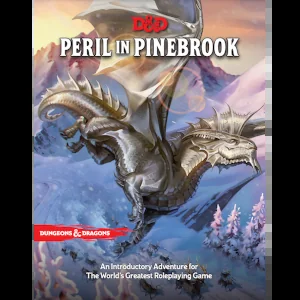 D&D
PERIL IN PINEBROOK
DUNGEONS & DRAGONS
An Introductory Adventure for
The World's Greatest Roleplaying Game